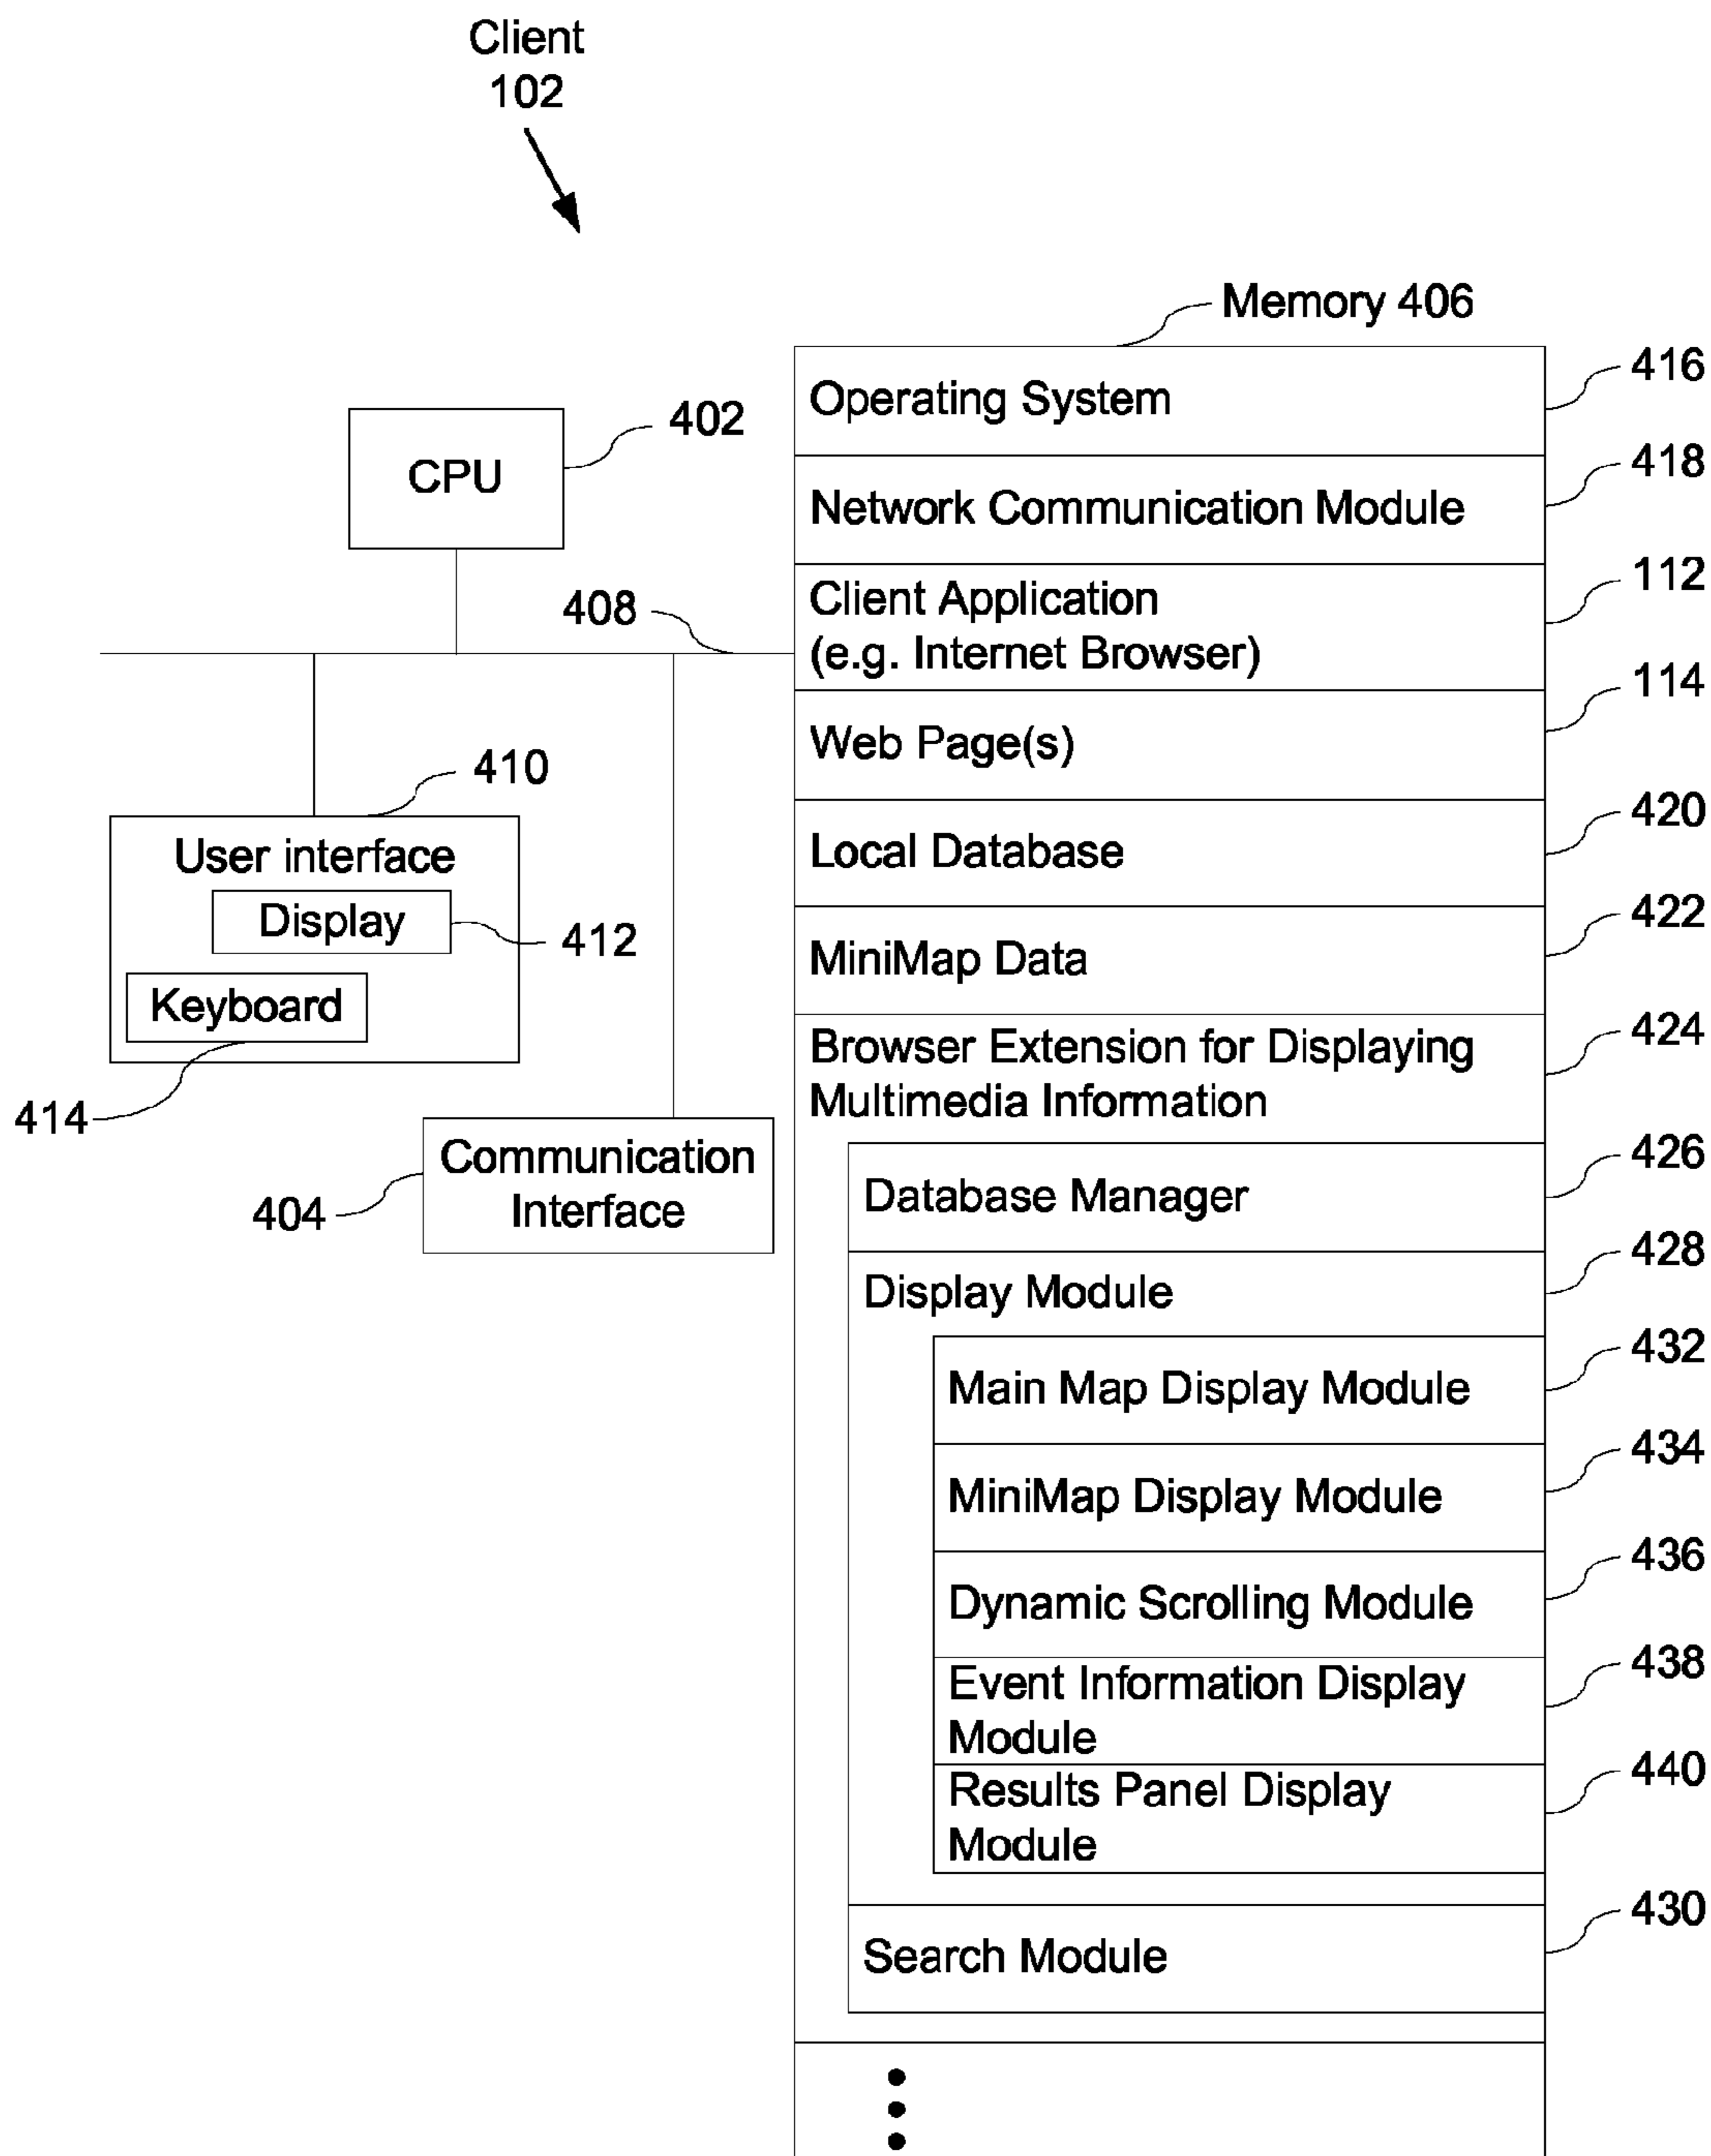 Client
102
Memory 406
Operating System
416
CPU
402
Network Communication Module
418
408
Client Application
(e.g. Internet Browser)
112
Web Page(s)
114
410
User interface
Display
412
Keyboard
414
Communication
Interface
404
Local Database
420
MiniMap Data
422
Browser Extension for Displaying
Multimedia Information
424
Database Manager
426
Display Module
428
Main Map Display Module
432
MiniMap Display Module
434
Dynamic Scrolling Module
436
Event Information Display
Module
438
Results Panel Display
Module
440
Search Module
430